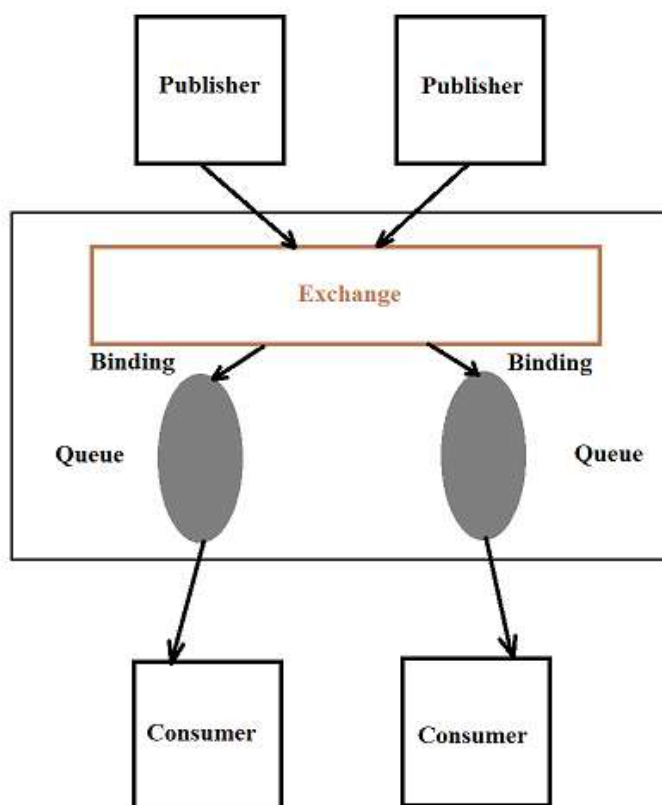 Publisher
Publisher
Exchange
Binding
Binding
Queue
Queue
Consumer
Consumer